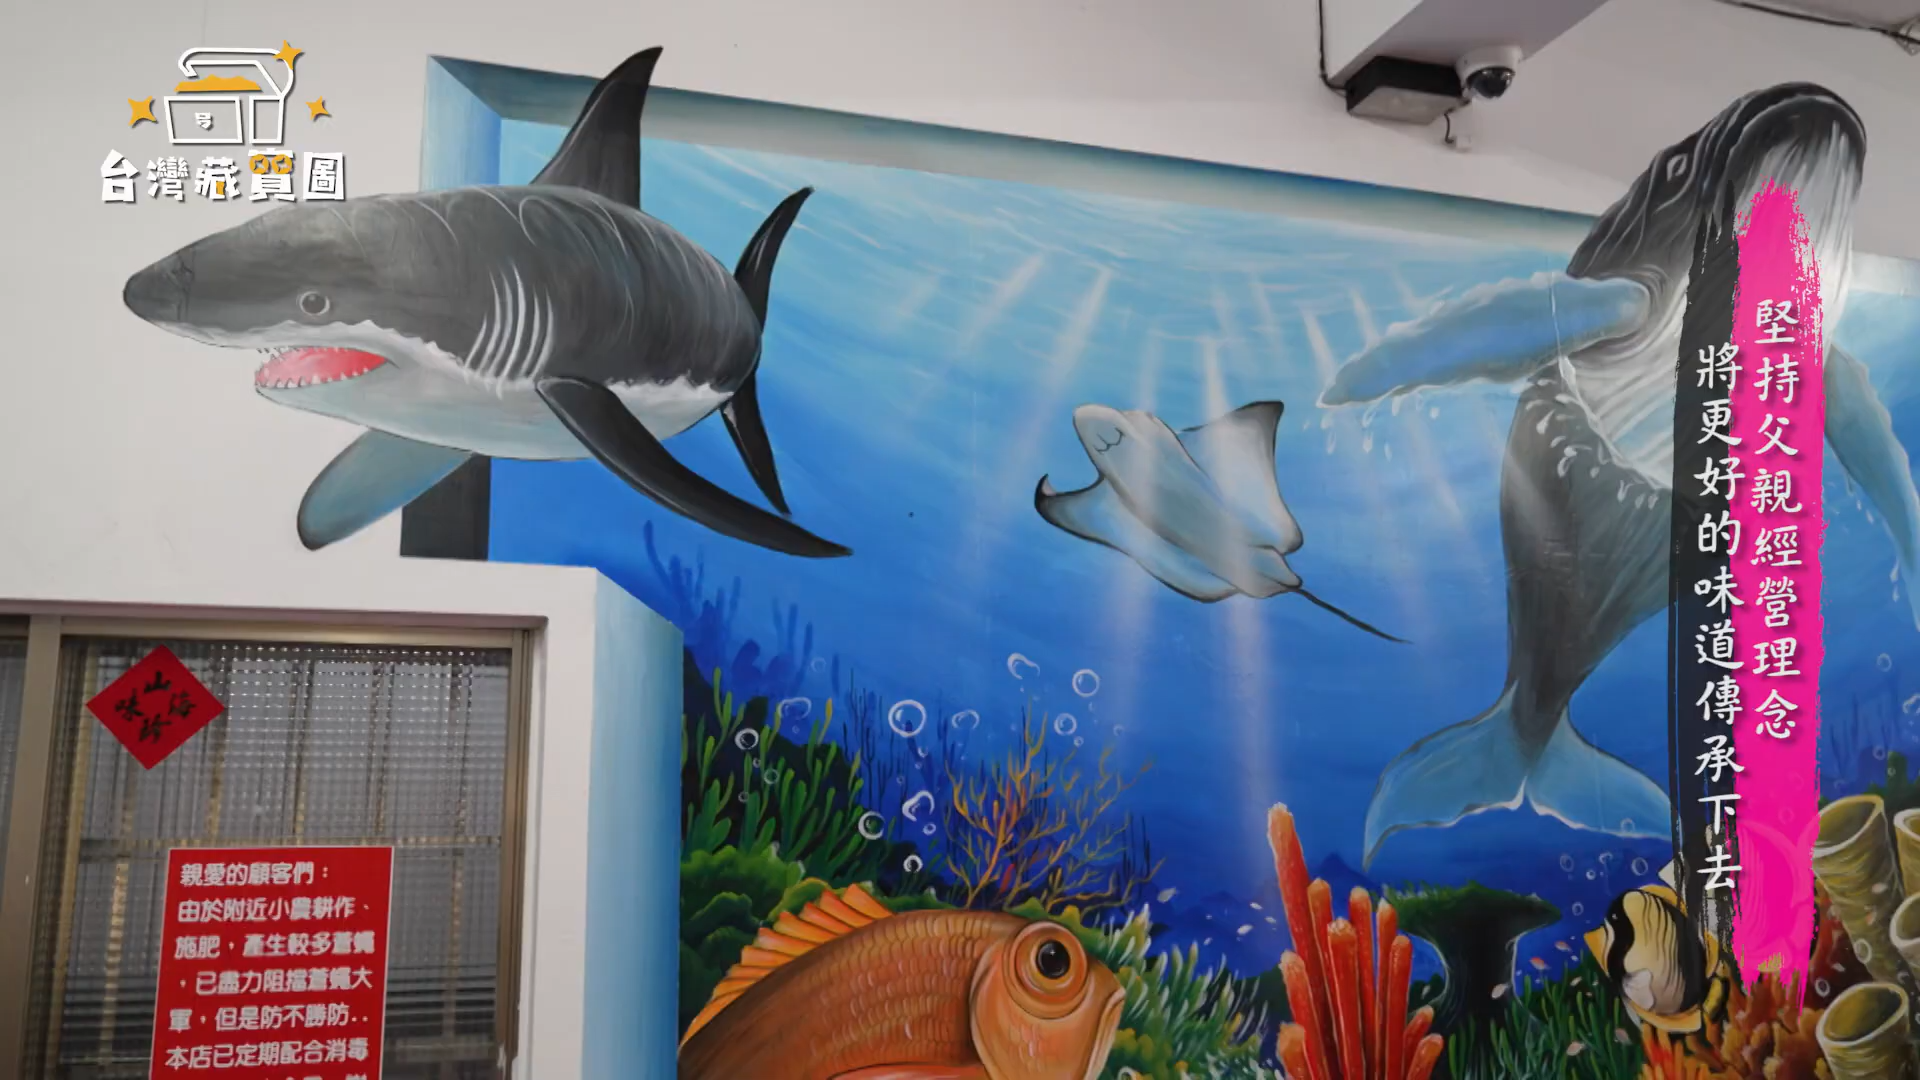 台灣藏寶圖
堅持父親經營理念
將更好的味道傳承下去
山海
味珍
親愛的顧客們：
由於附近小農耕作、
施肥，產生較多蒼蠅
，已盡力阻擋蒼蠅大
軍，但是防不勝防..
本店已定期配合消毒